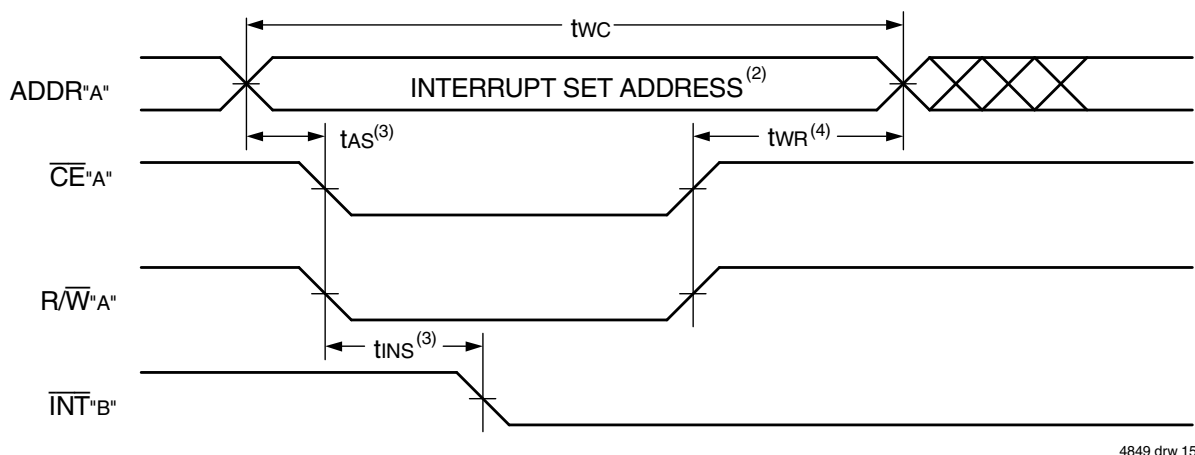 tWC
ADDR"A"
INTERRUPT SET ADDRESS(2)
tAS(3)
tWR(4)
CE"A"
R/W"A"
tINS(3)
INT"B"
4849 drw 15